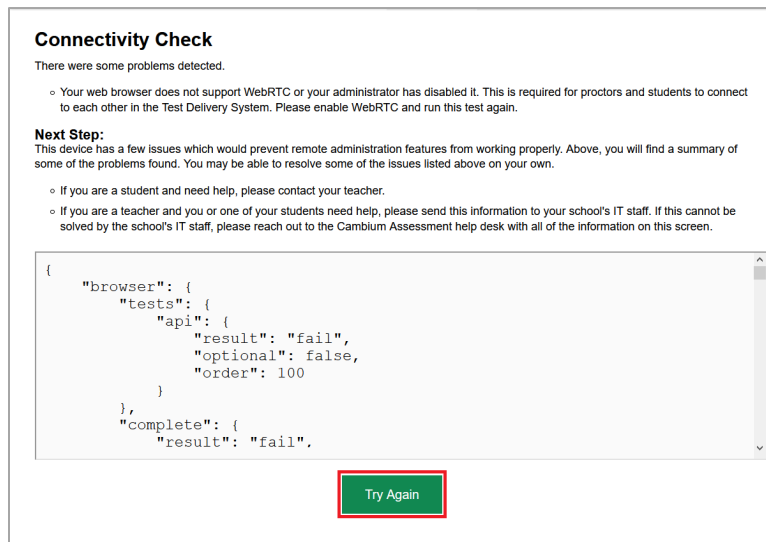 Connectivity Check
There were some problems detected.
Your web browser does not support WebRTC or your administrator has disabled it. This is required for proctors and students to connect
to each other in the Test Delivery System. Please enable WebRTC and run this test again.
Next Step:
This device has a few issues which would prevent remote administration features from working properly. Above, you will find a summary of
some of the problems found. You may be able to resolve some of the issues listed above on your own.
If you are a student and need help, please contact your teacher.
If you are a teacher and you or one of your students need help, please send this information to your school's IT staff. If this cannot be
solved by the school's IT staff, please reach out to the Cambium Assessment help desk with all of the information on this screen.
{
"browser": {
"tests": {
"api": {
"result": "fail",
"optional": false,
"order": 100
}
},
"complete": {
"result": "fail",
Try Again